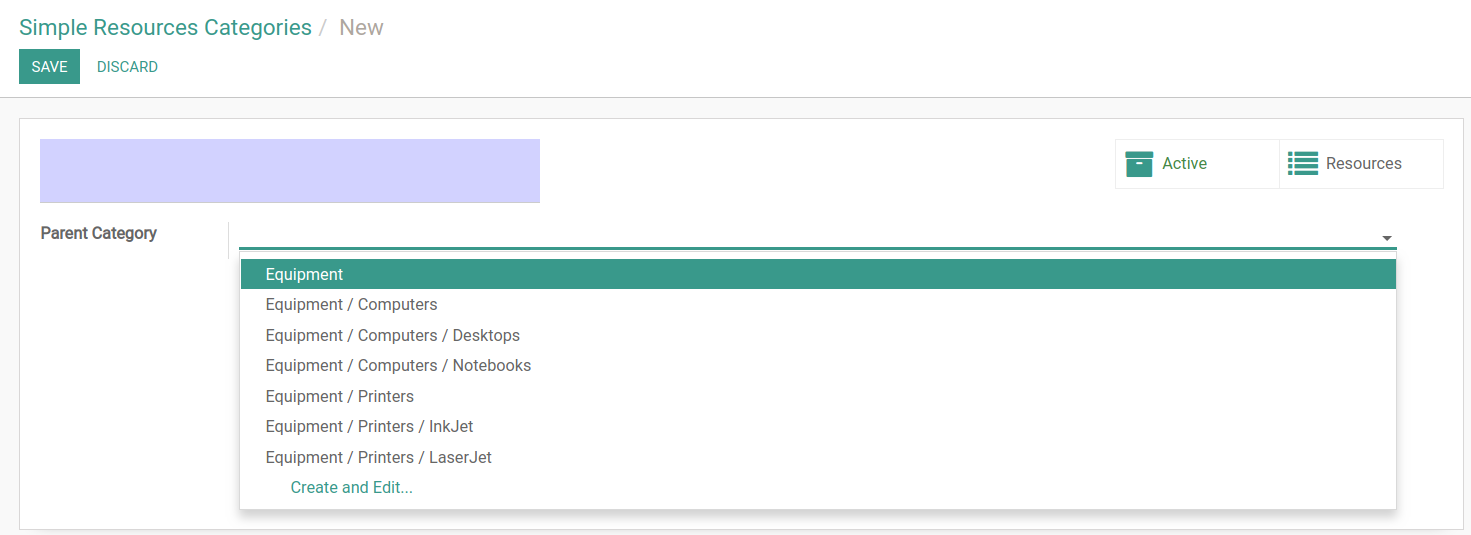 Simple Resources Categories / New
SAVE DISCARD
Active Resources
Parent Category
Equipment
Equipment / Computers
Equipment / Computers / Desktops
Equipment / Computers / Notebooks
Equipment / Printers
Equipment / Printers / InkJet
Equipment / Printers / LaserJet
Create and Edit...